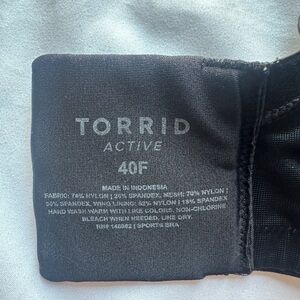 TORRID
ACTIVE
40F
MADE IN INDONESIA
FABRIC: 74% NYLON | 26% SPANDEX, MESH: 70% NYLON |
30% SPANDEX, WING LINING: 82% NYLON | 18% SPANDEX
HAND WASH WARM WITH LIKE COLORS. NON-CHLORINE
BLEACH WHEN NEEDED. LINE DRY.
RN# 148982 | SPORTS BRA